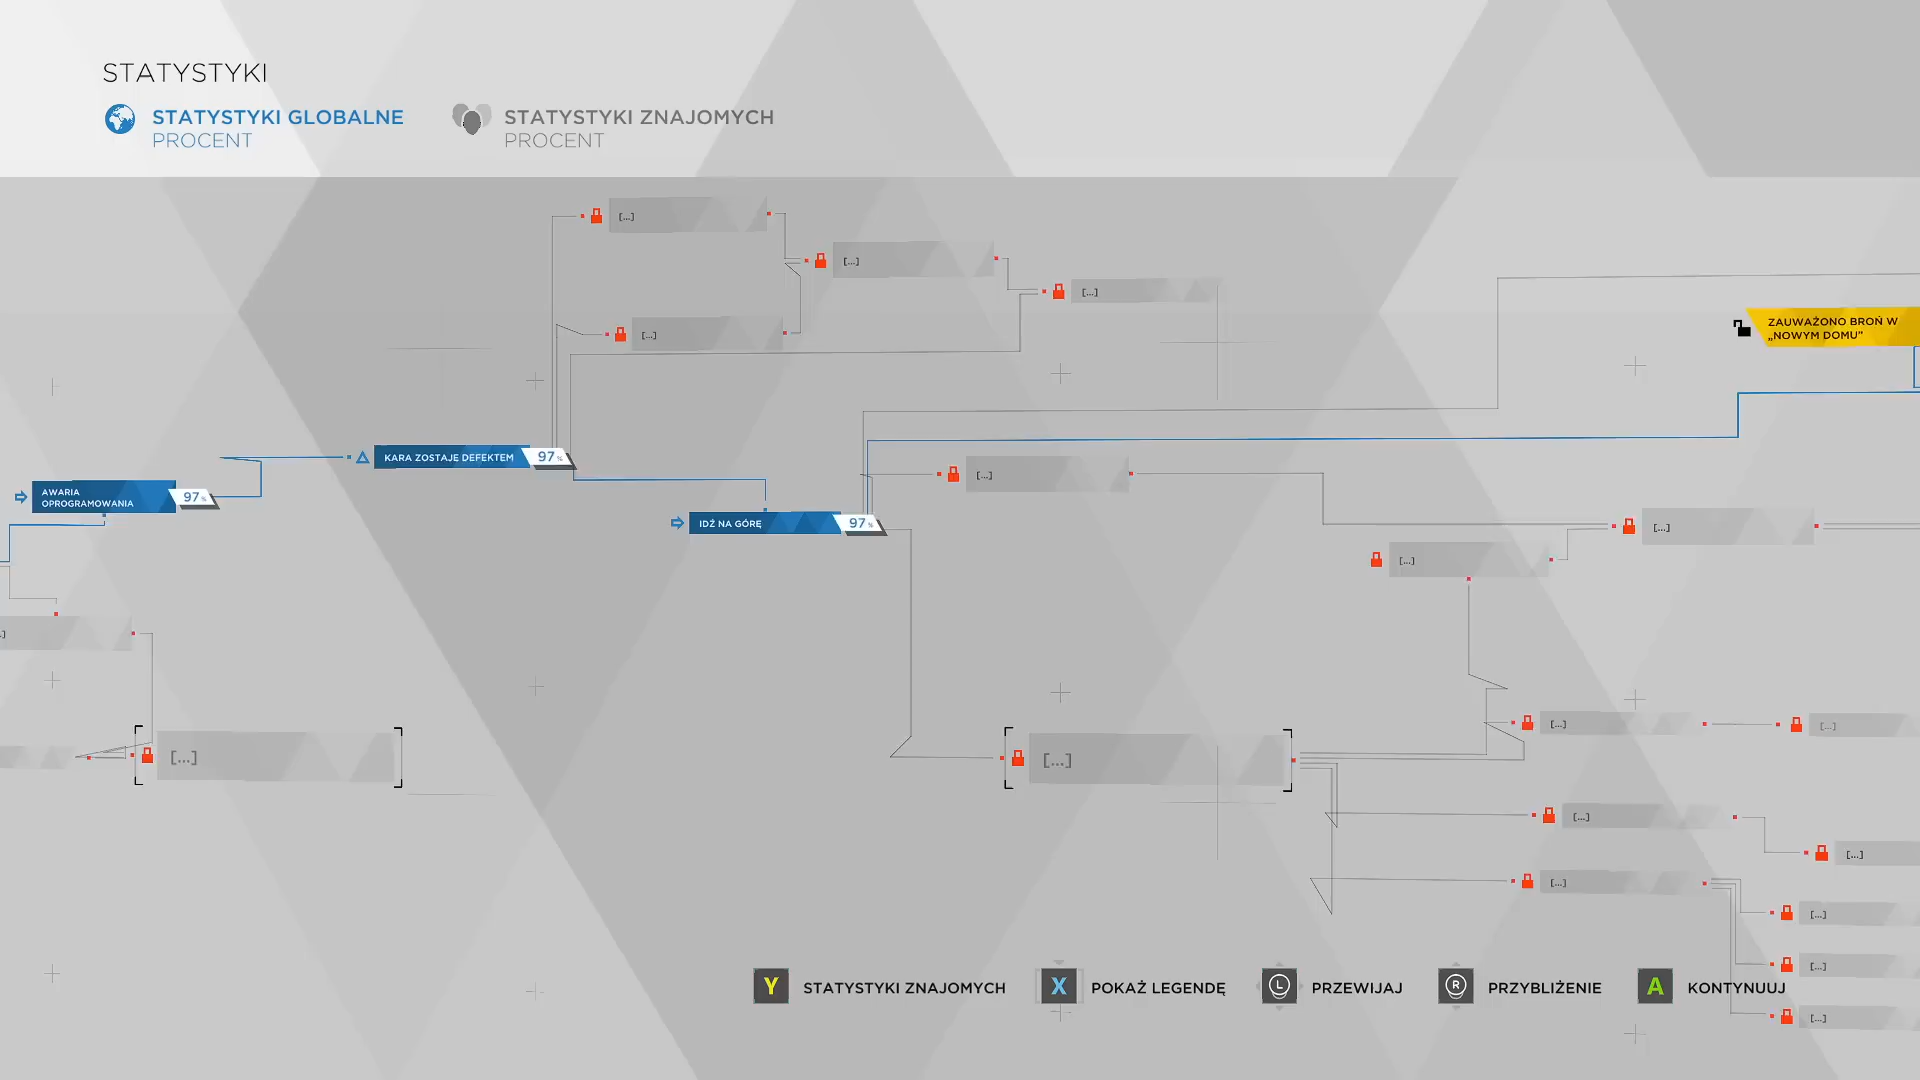 STATYSTYKI
STATYSTYKI GLOBALNE
PROCENT
STATYSTYKI ZNAJOMYCH
PROCENT
[...]
[...]
[...]
[...]
ZAUWAŻONO BROŃ W
„NOWYM DOMU”
KARA ZOSTAJE DEFEKTEM 97%
AWARIA
OPROGRAMOWANIA
97%
[...]
IDŹ NA GÓRĘ 97%
[...]
[...]
...]
[...]
[...]
[...]
[...]
[...]
[...]
[...]
[...]
[...]
[...]
Y STATYSTYKI ZNAJOMYCH
X POKAŻ LEGENDĘ
L PRZEWIJAJ
R PRZYBLIŻENIE
A KONTYNUUJ
[...]